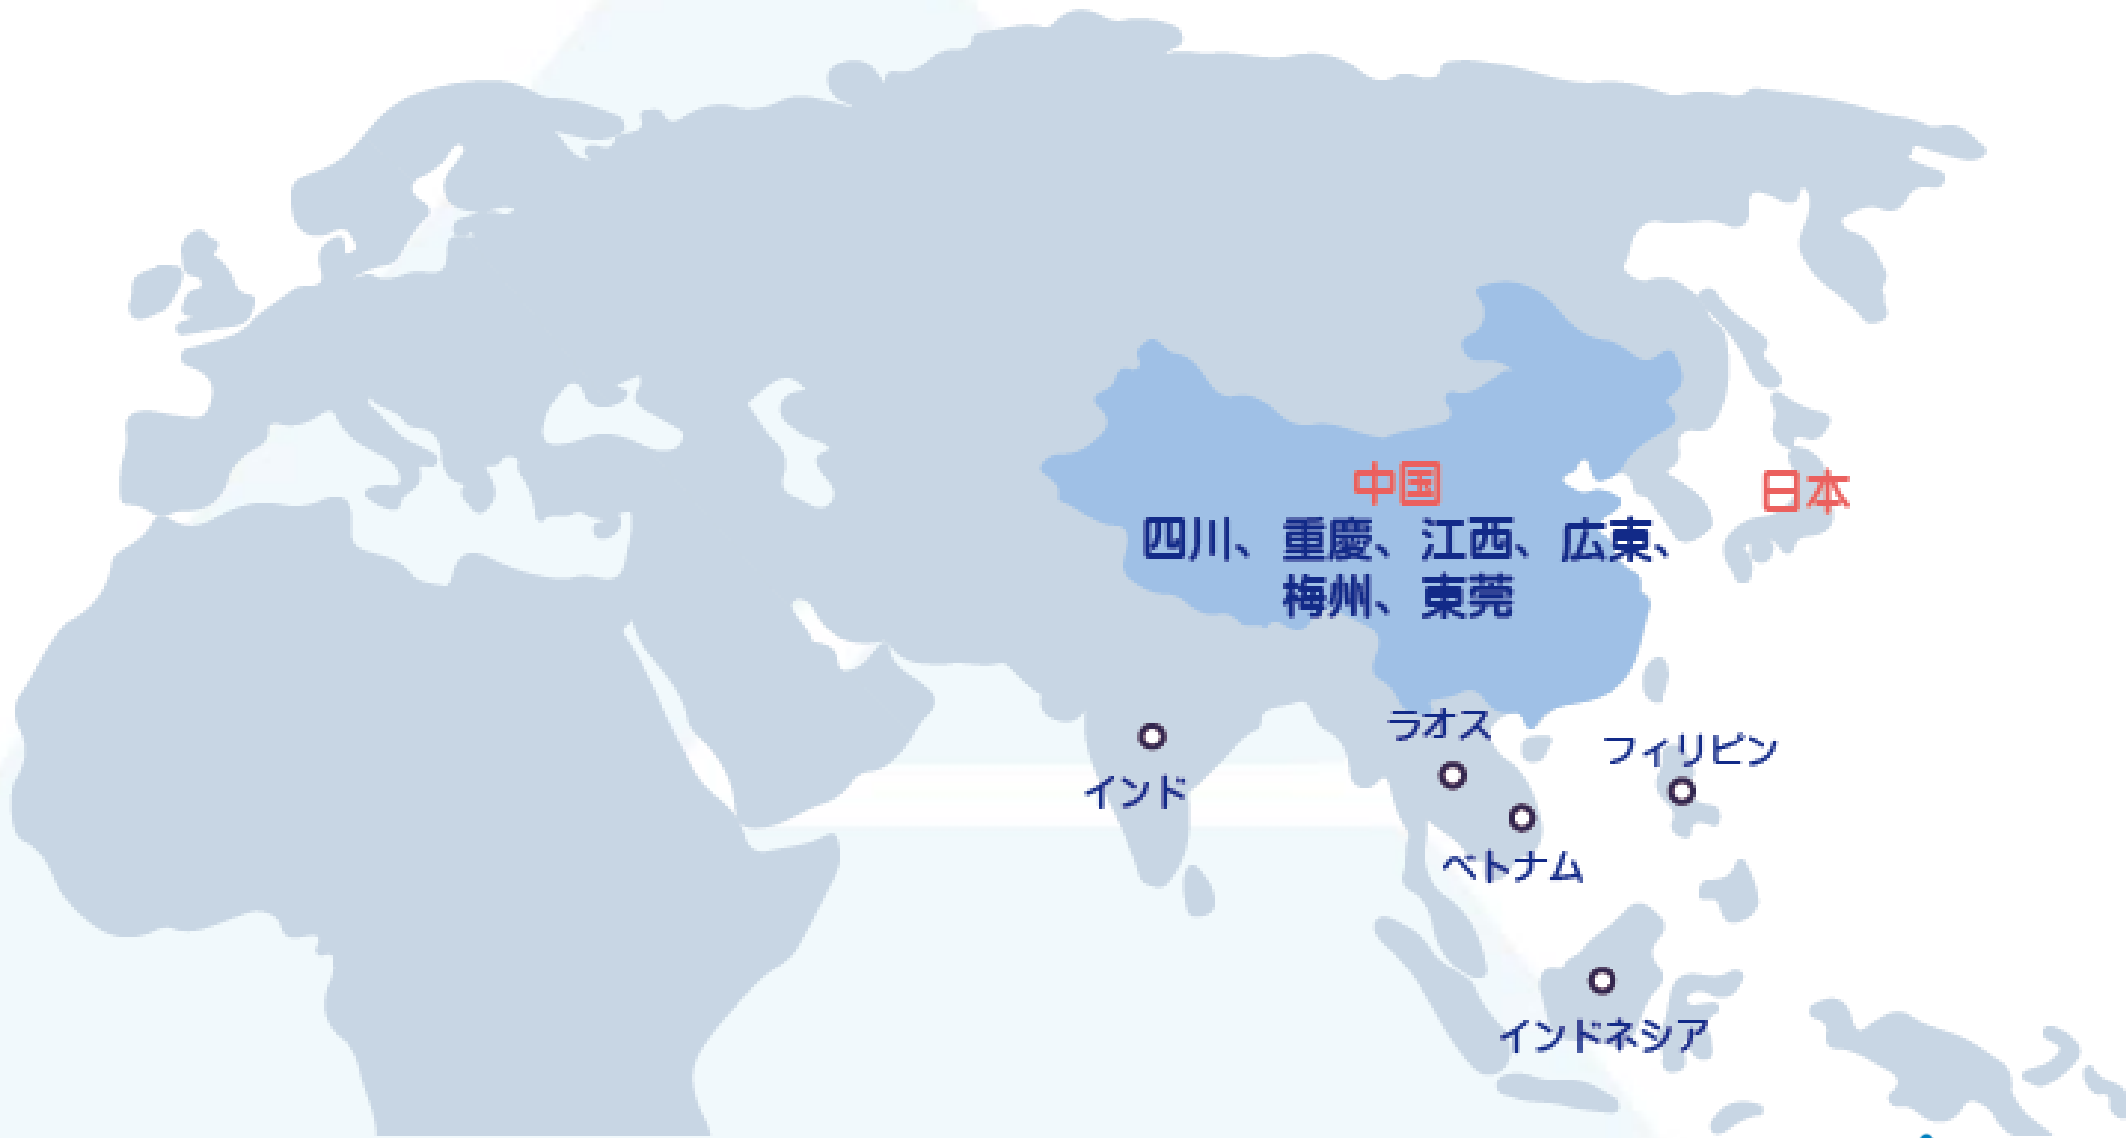 中国
日本
四川、重慶、江西、広東、
梅州、東莞
ラオス
フィリピン
インド
ベトナム
インドネシア